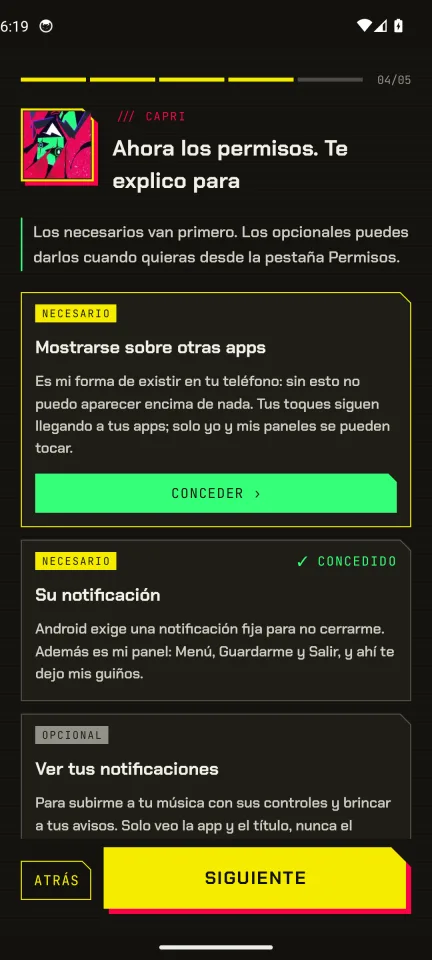 6:19
04/05
/// CAPRI
Ahora los permisos. Te
explico para
Los necesarios van primero. Los opcionales puedes
darlos cuando quieras desde la pestaña Permisos.
NECESARIO
Mostrarse sobre otras apps
Es mi forma de existir en tu teléfono: sin esto no
puedo aparecer encima de nada. Tus toques siguen
llegando a tus apps; solo yo y mis paneles se pueden
tocar.
CONCEDER ›
NECESARIO
✓ CONCEDIDO
Su notificación
Android exige una notificación fija para no cerrarme.
Además es mi panel: Menú, Guardarme y Salir, y ahí te
dejo mis guiños.
OPCIONAL
Ver tus notificaciones
Para subirme a tu música con sus controles y brincar
a tus avisos. Solo veo la app y el título, nunca el
ATRÁS
SIGUIENTE